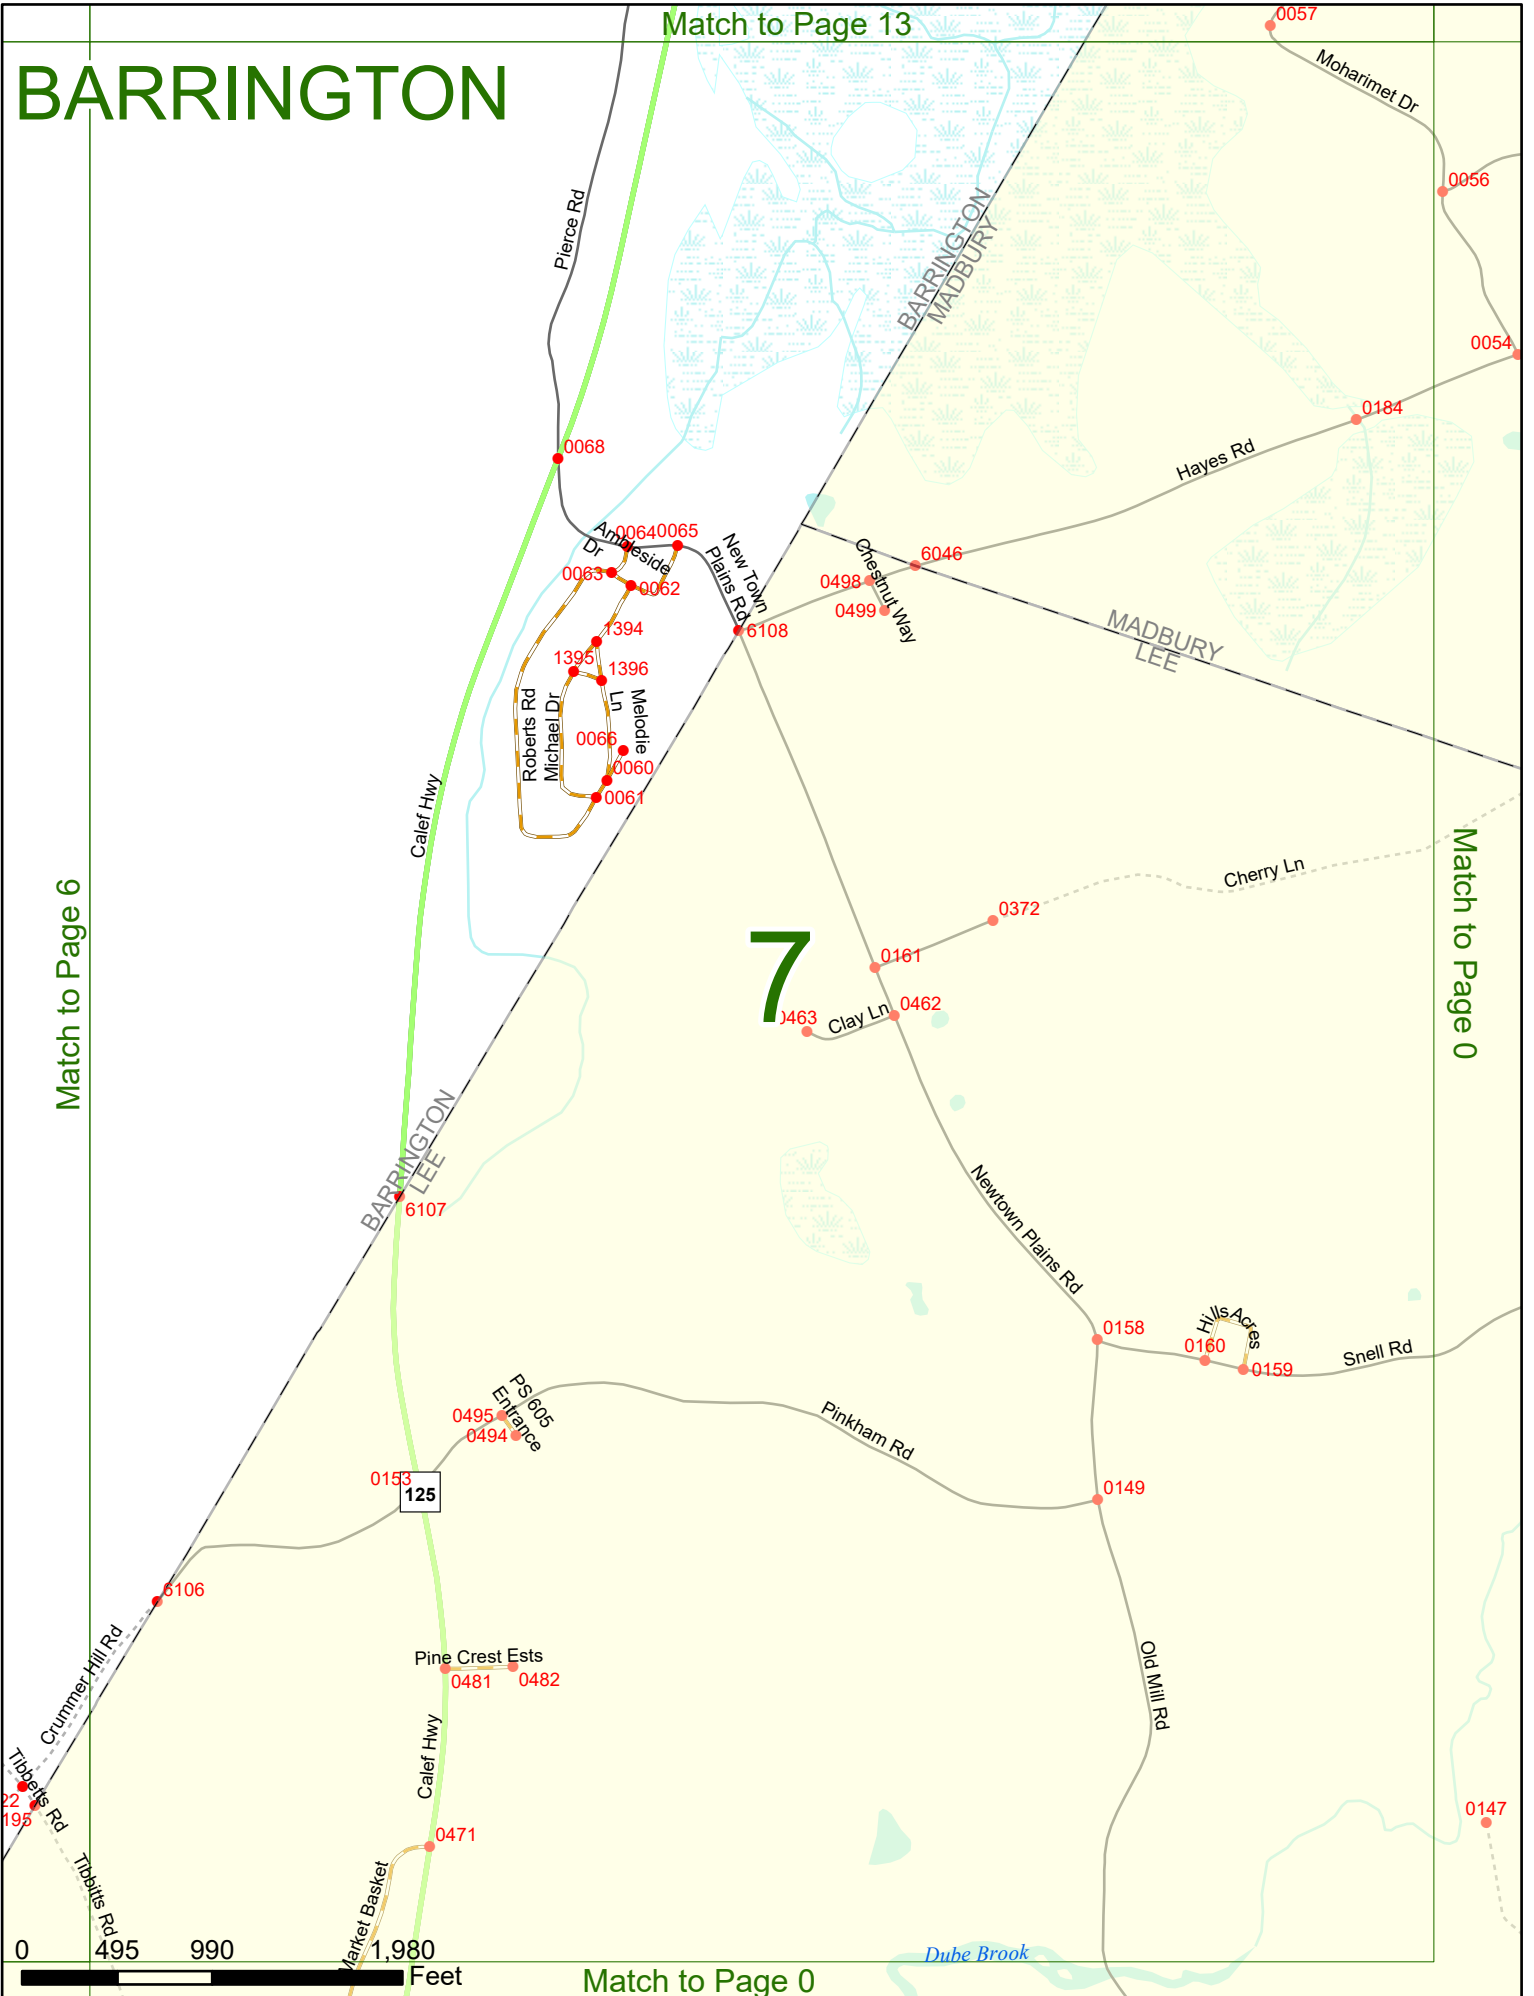 Match to Page 13
0057
BARRINGTON
Moharimet Dr
0056
Pierce Rd
BARRINGTON
MADBURY
0054
0184
0068
Hayes Rd
0064
0065
Ambleside
Dr
New Town
Plains Rd
Chestnut Way
6046
0063
0062
0498
0499
1394
6108
MADBURY
LEE
1395
1396
Roberts Rd
Michael Dr
Melodie
Ln
0066
0060
0061
Calef Hwy
Match to Page 6
Match to Page 0
Cherry Ln
0372
7
0161
0462
0463
Clay Ln
BARRINGTON
LEE
6107
Newtown Plains Rd
0158
Hills Acres
0160
0159
Snell Rd
PS 605
Entrance
0495
0494
Pinkham Rd
0153
125
0149
6106
Crummer Hill Rd
Pine Crest Ests
0481
0482
Old Mill Rd
Calef Hwy
Tibbetts Rd
22
195
0147
0471
Tibbitts Rd
Market Basket
0 495 990 1,980
Feet
Dube Brook
Match to Page 0